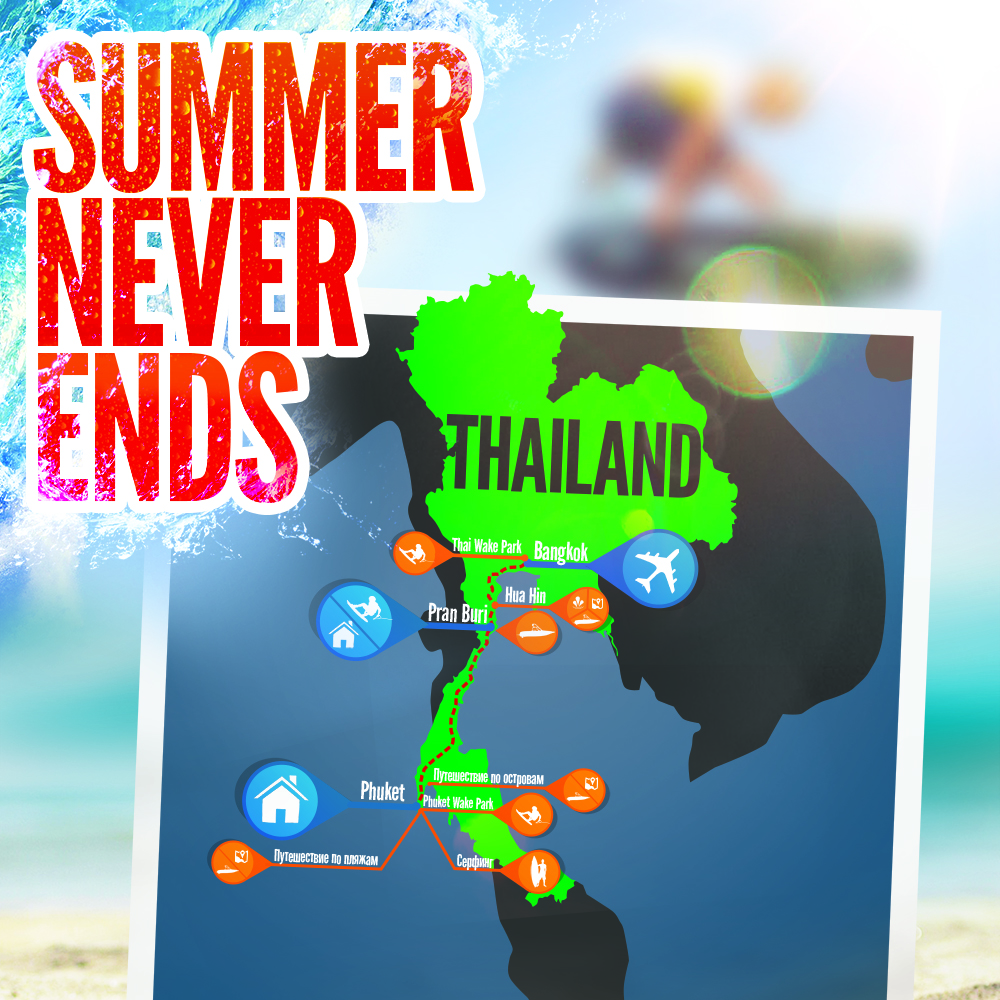 SUMMER
NEVER
ENDS
THAILAND
Thai Wake Park
Bangkok
Hua Hin
Pran Buri
Путешествие по островам
Phuket
Phuket Wake Park
Путешествие по пляжам
Серфинг